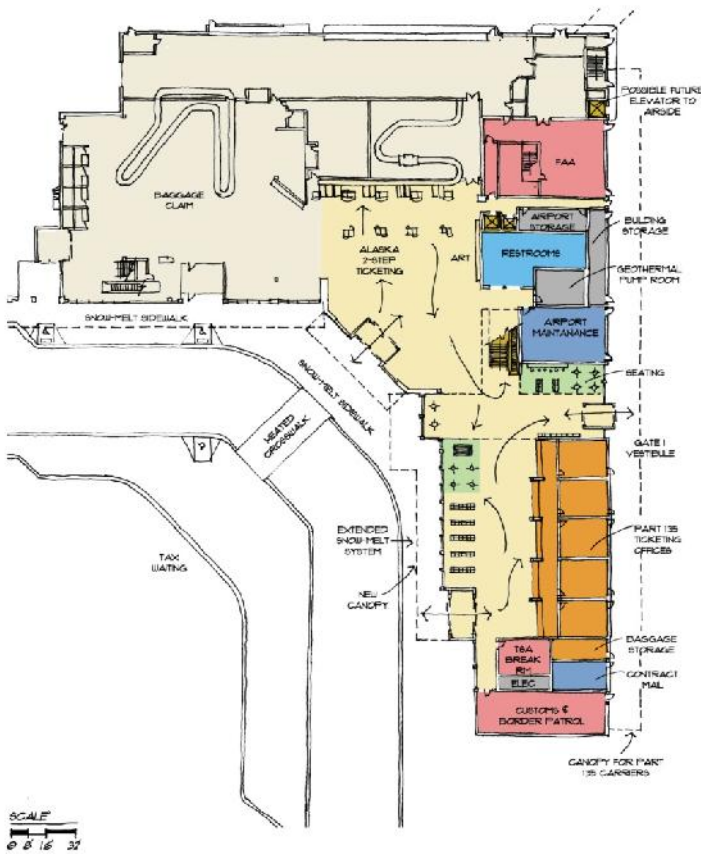 POSSIBLE FUTURE
ELEVATOR TO
AIRSIDE
FAA
BAGGAGE
CLAIM
AIRPORT
STORAGE
BUILDING
STORAGE
ALASKA
2-STEP
TICKETING
ART
RESTROOMS
GEOTHERMAL
PUMP ROOM
SNOW-MELT SIDEWALK
AIRPORT
MAINTANANCE
SNOW-MELT SIDEWALK
SEATING
HEATED
CROSSWALK
GATE 1
VESTIBULE
EXTENDED
SNOW-MELT
SYSTEM
PART 135
TICKETING
OFFICES
TAXI
WAITING
NEW
CANOPY
BAGGAGE
STORAGE
TSA
BREAK
RM
ELEC
CONTRACT
MAIL
CUSTOMS &
BORDER PATROL
CANOPY FOR PART
135 CARRIERS
SCALE
0 8' 16' 32'